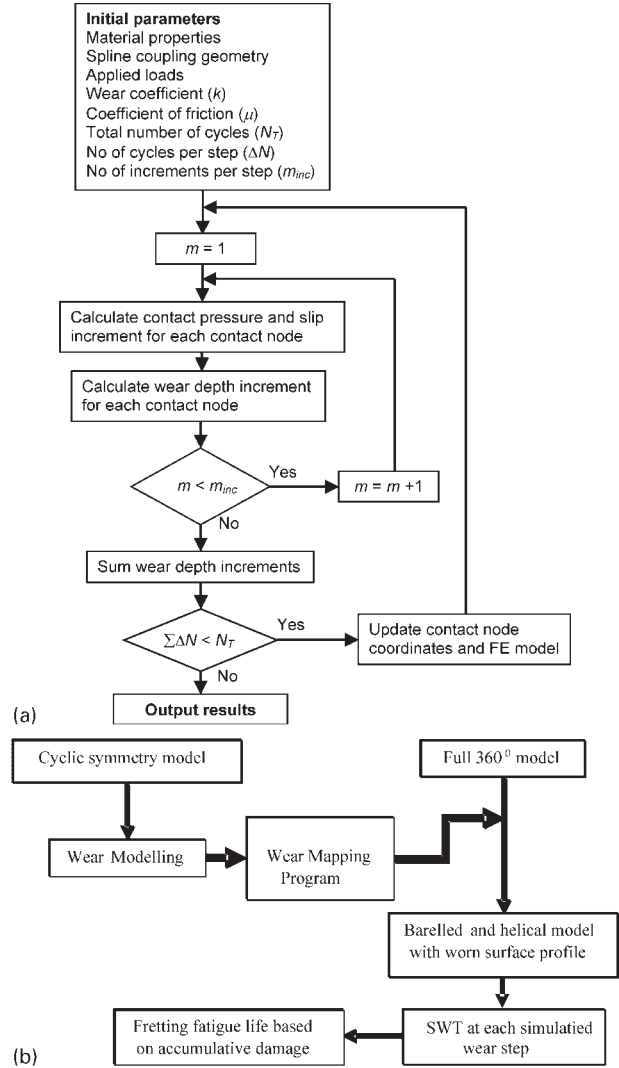 Initial parameters
Material properties
Spline coupling geometry
Applied loads
Wear coefficient (k)
Coefficient of friction (μ)
Total number of cycles (N_T)
No of cycles per step (ΔN)
No of increments per step (m_inc)
m = 1
Calculate contact pressure and slip
increment for each contact node
Calculate wear depth increment
for each contact node
m < m_inc
Yes
m = m +1
No
Sum wear depth increments
∑ΔN < N_T
Yes
Update contact node
coordinates and FE model
No
Output results
(a)
Cyclic symmetry model
Full 360⁰ model
Wear Modelling
Wear Mapping
Program
Barelled and helical model
with worn surface profile
Fretting fatigue life based
on accumulative damage
SWT at each simulatied
wear step
(b)